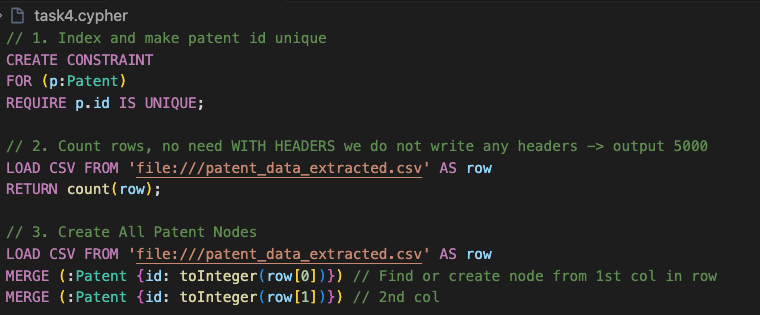 task4.cypher
// 1. Index and make patent id unique
CREATE CONSTRAINT
FOR (p:Patent)
REQUIRE p.id IS UNIQUE;
// 2. Count rows, no need WITH HEADERS we do not write any headers -> output 5000
LOAD CSV FROM 'file:///patent_data_extracted.csv' AS row
RETURN count(row);
// 3. Create All Patent Nodes
LOAD CSV FROM 'file:///patent_data_extracted.csv' AS row
MERGE (:Patent {id: toInteger(row[0])}) // Find or create node from 1st col in row
MERGE (:Patent {id: toInteger(row[1])}) // 2nd col